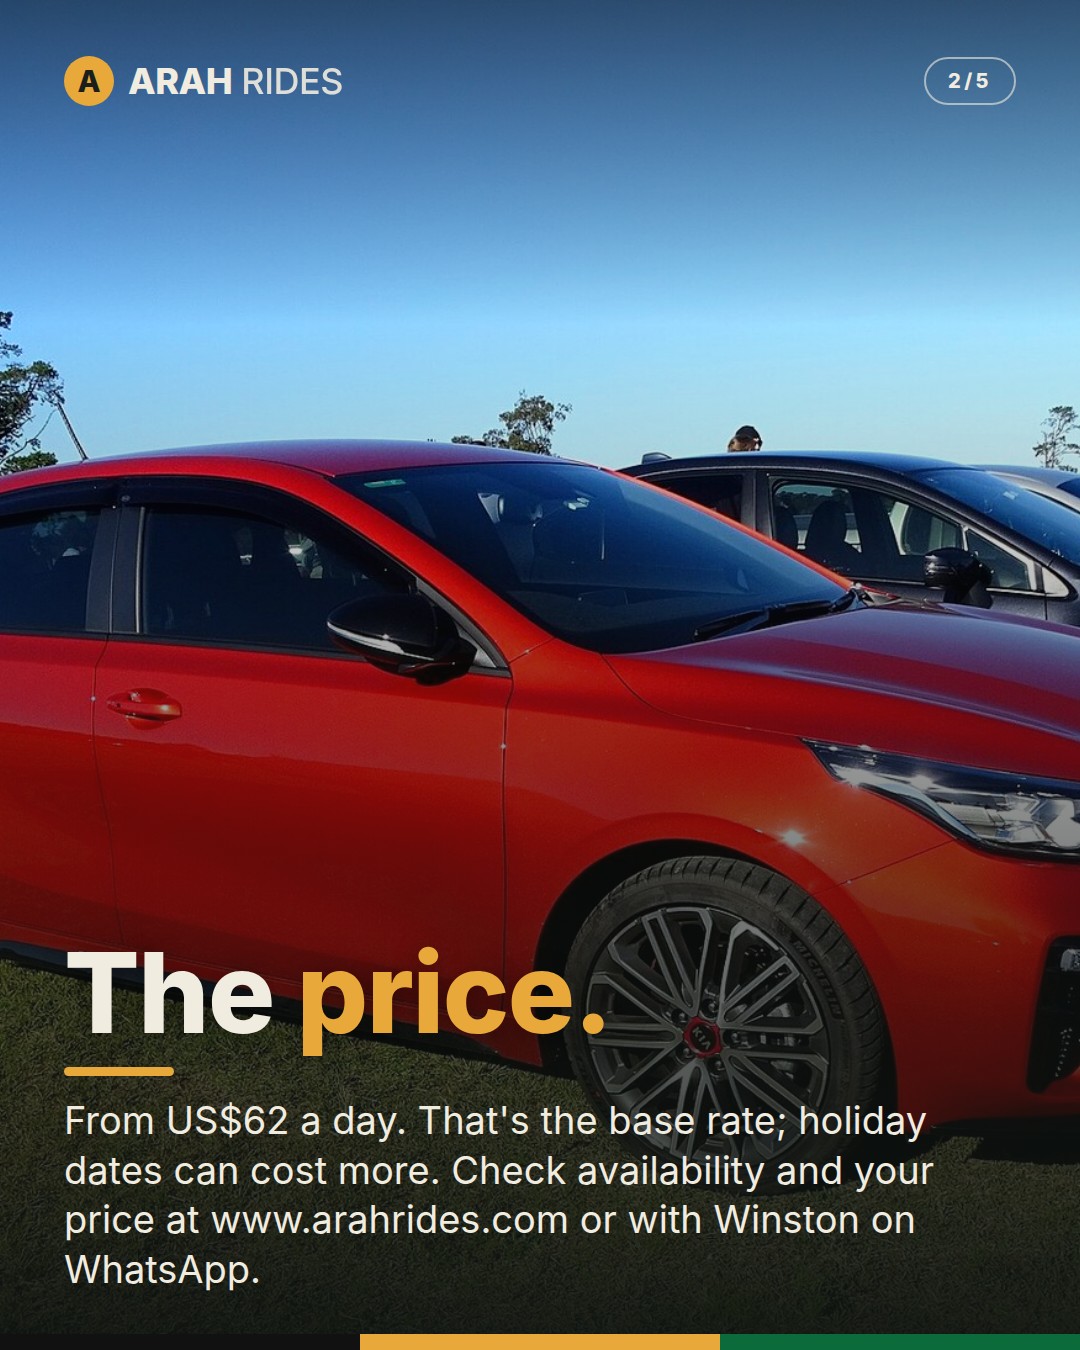 A ARAH RIDES
2/5
The price.
From US$62 a day. That's the base rate; holiday
dates can cost more. Check availability and your
price at www.arahrides.com or with Winston on
WhatsApp.
KIA